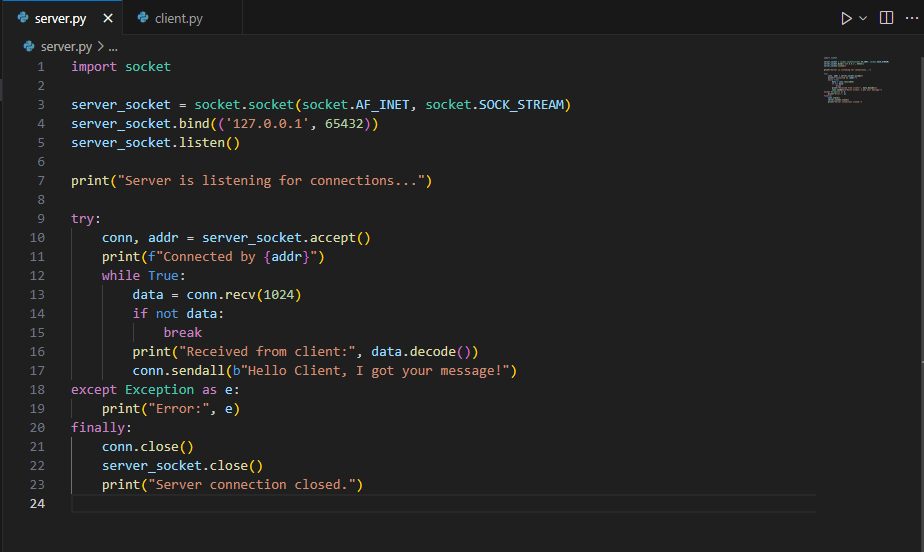 server.py × client.py
server.py > ...
1 import socket
2
3 server_socket = socket.socket(socket.AF_INET, socket.SOCK_STREAM)
4 server_socket.bind(('127.0.0.1', 65432))
5 server_socket.listen()
6
7 print("Server is listening for connections...")
8
9 try:
10     conn, addr = server_socket.accept()
11     print(f"Connected by {addr}")
12     while True:
13         data = conn.recv(1024)
14         if not data:
15             break
16         print("Received from client:", data.decode())
17         conn.sendall(b"Hello Client, I got your message!")
18 except Exception as e:
19     print("Error:", e)
20 finally:
21     conn.close()
22     server_socket.close()
23     print("Server connection closed.")
24